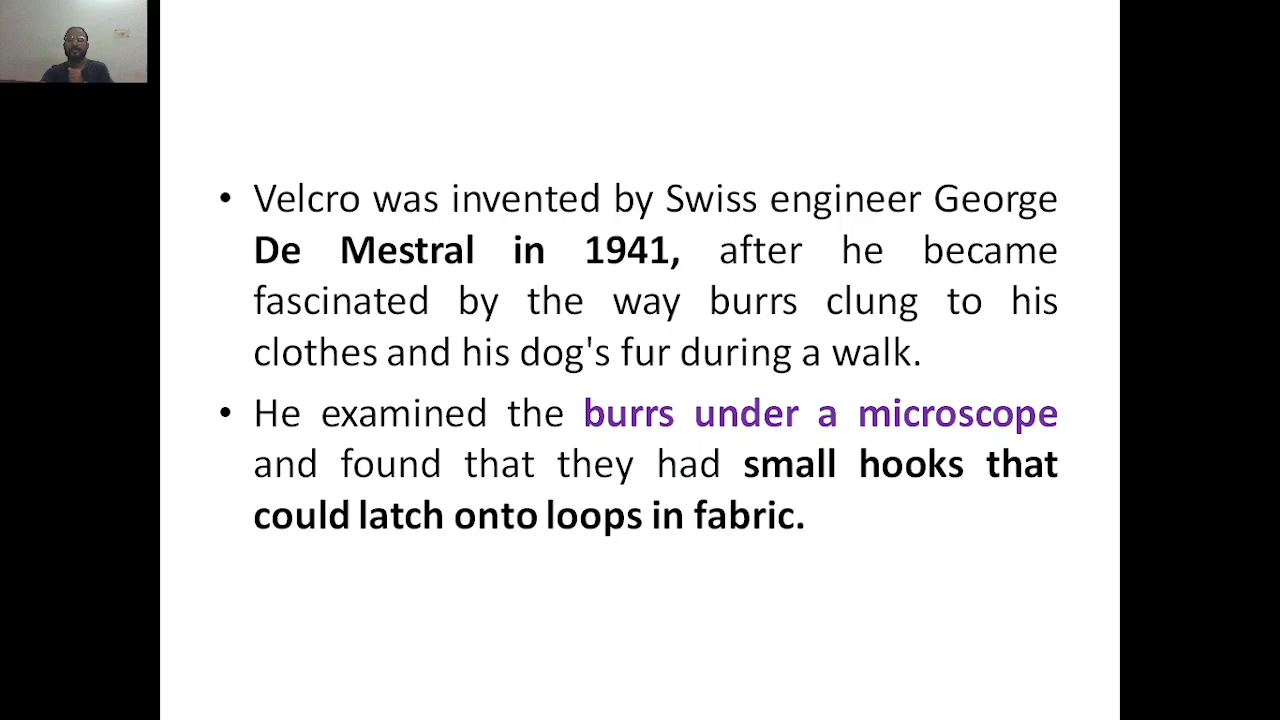 • Velcro was invented by Swiss engineer George
De Mestral in 1941, after he became
fascinated by the way burrs clung to his
clothes and his dog's fur during a walk.
• He examined the burrs under a microscope
and found that they had small hooks that
could latch onto loops in fabric.